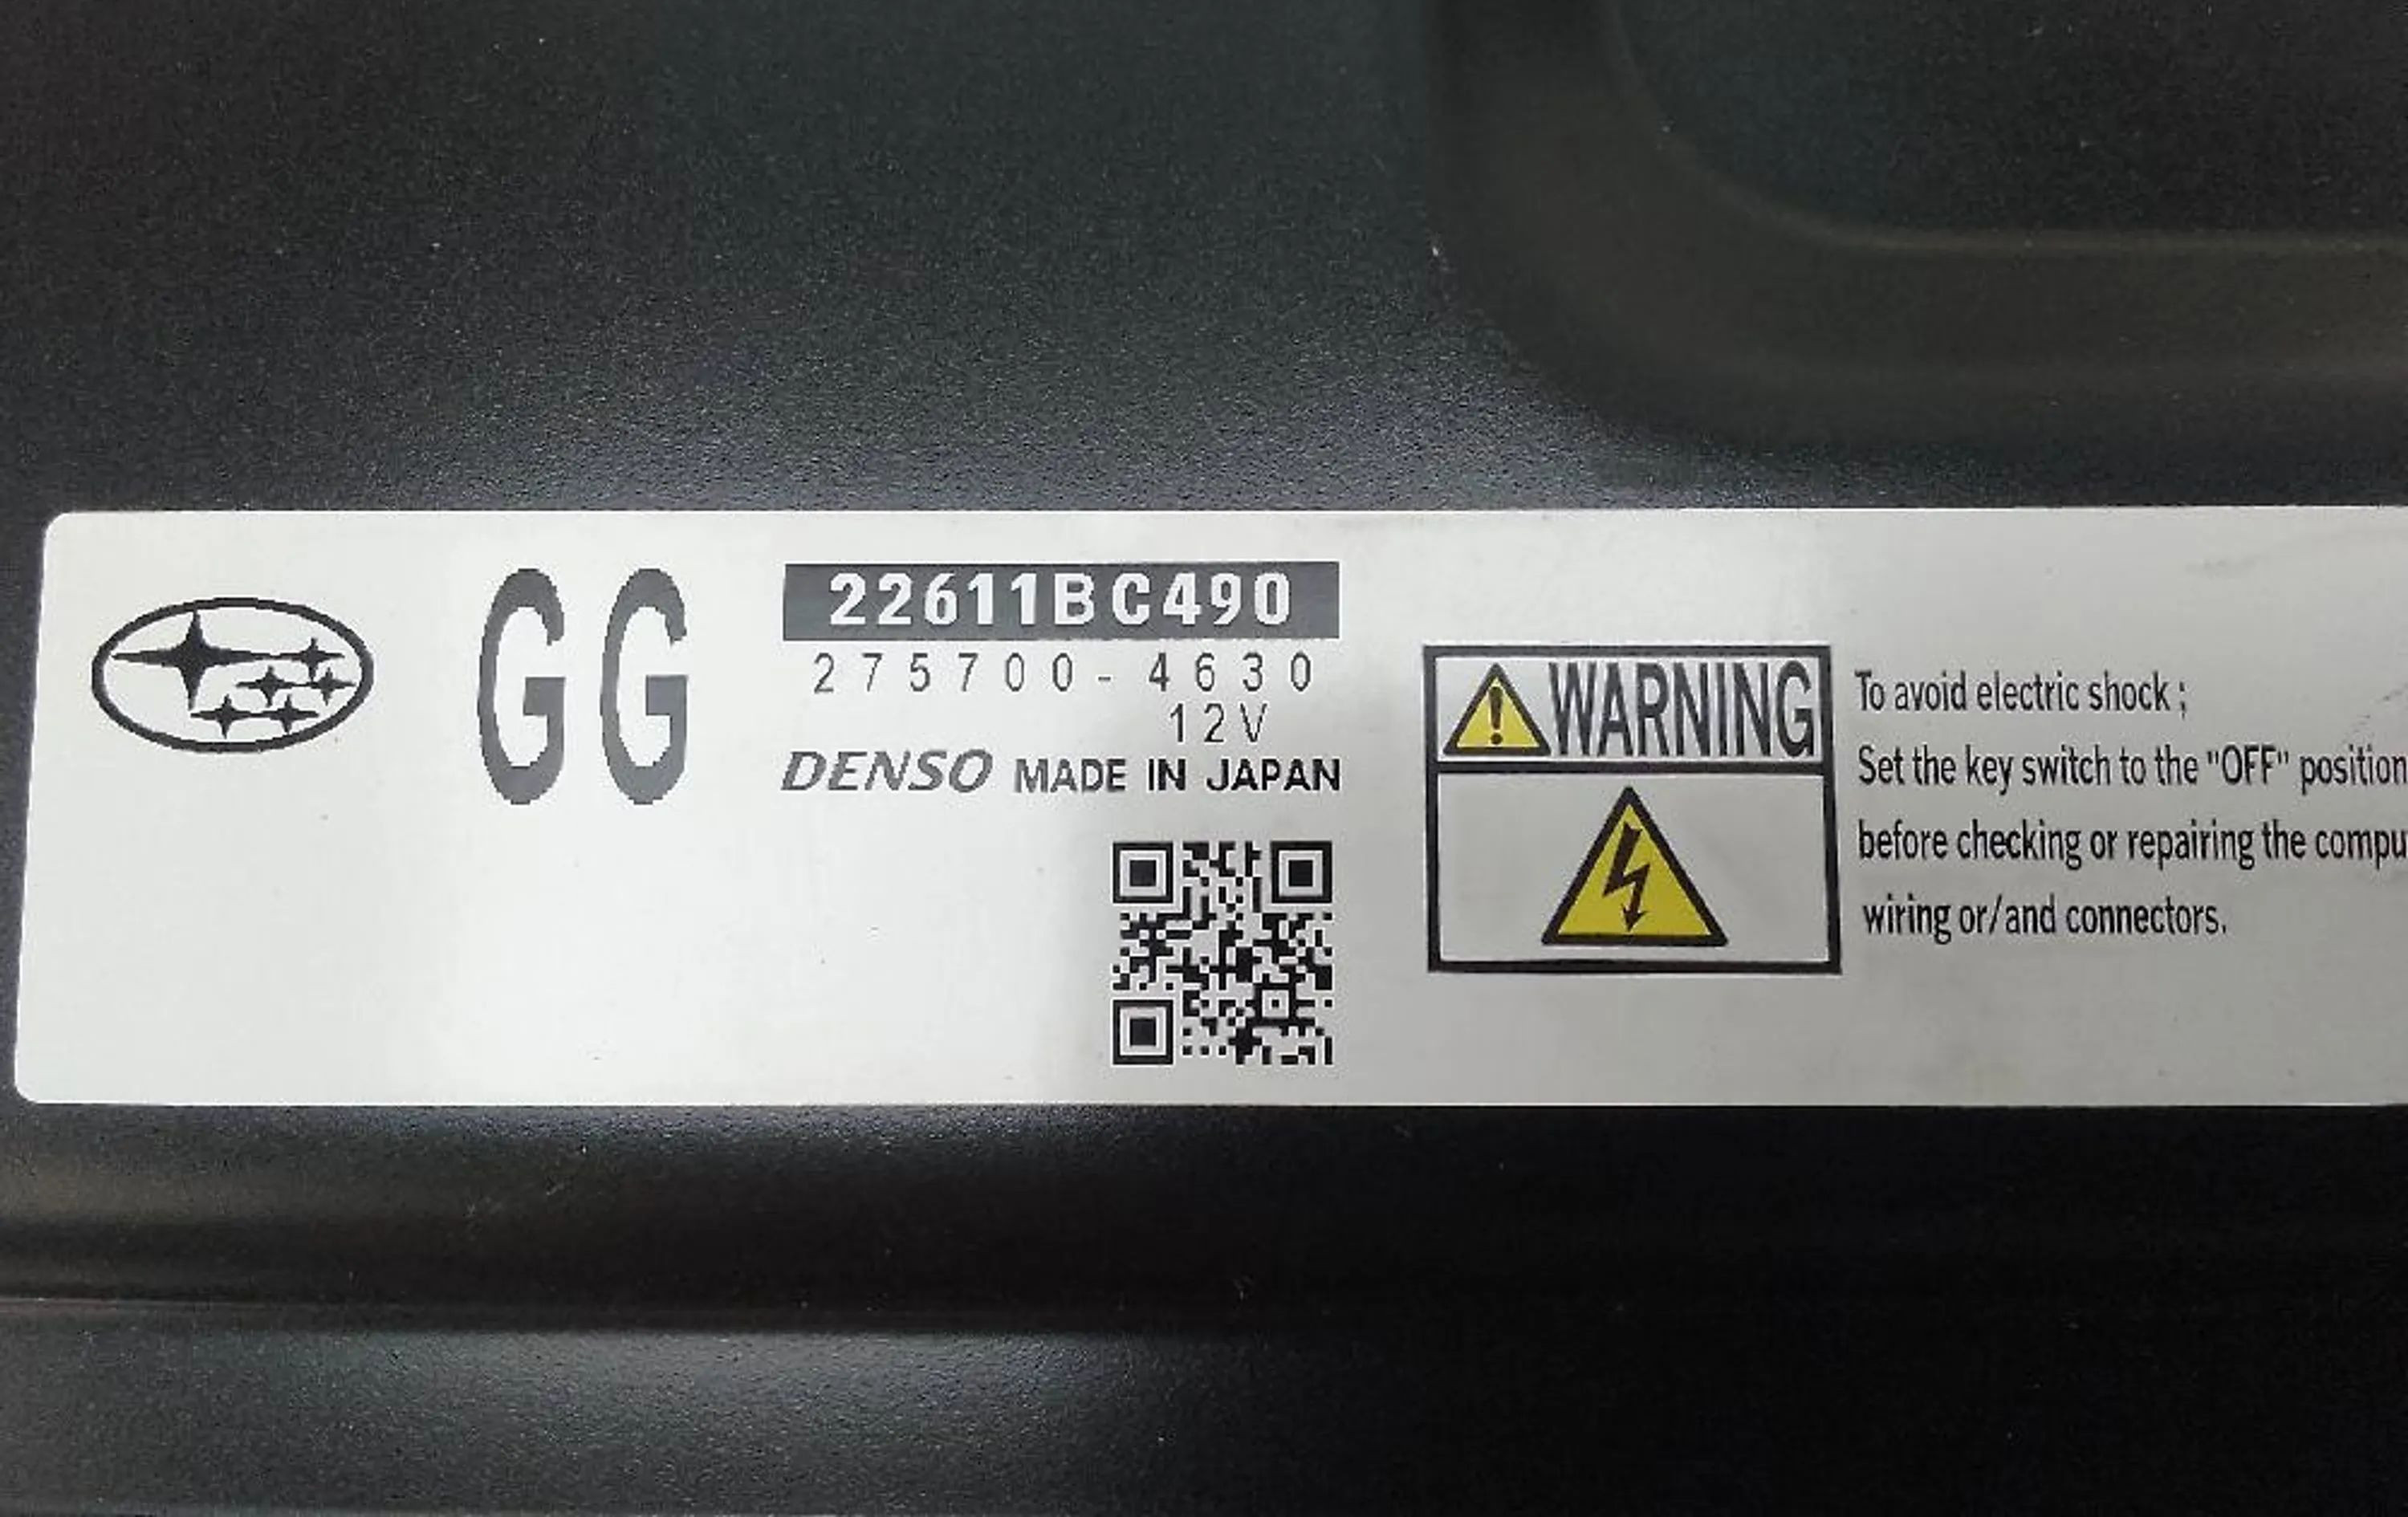 GG
22611BC490
275700-4630
12V
DENSO MADE IN JAPAN
WARNING
To avoid electric shock ;
Set the key switch to the "OFF" position
before checking or repairing the compu
wiring or/and connectors.